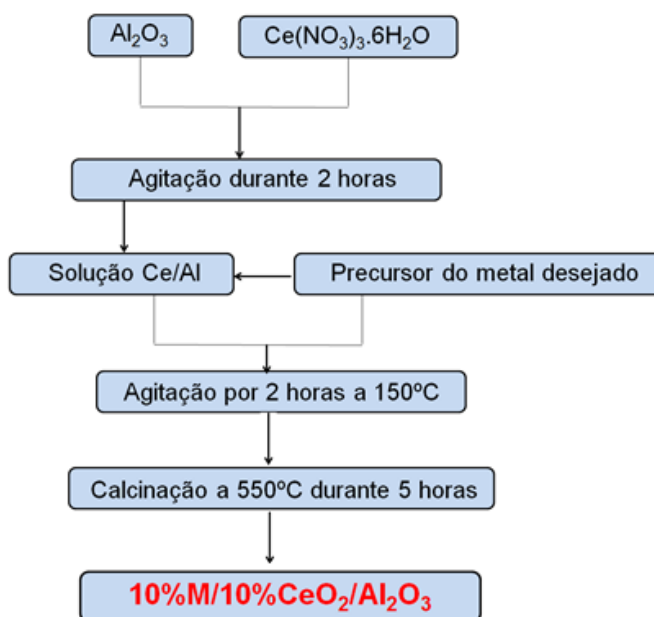 Al₂O₃
Ce(NO₃)₃.6H₂O
Agitação durante 2 horas
Solução Ce/Al
Precursor do metal desejado
Agitação por 2 horas a 150ºC
Calcinação a 550ºC durante 5 horas
10%M/10%CeO₂/Al₂O₃